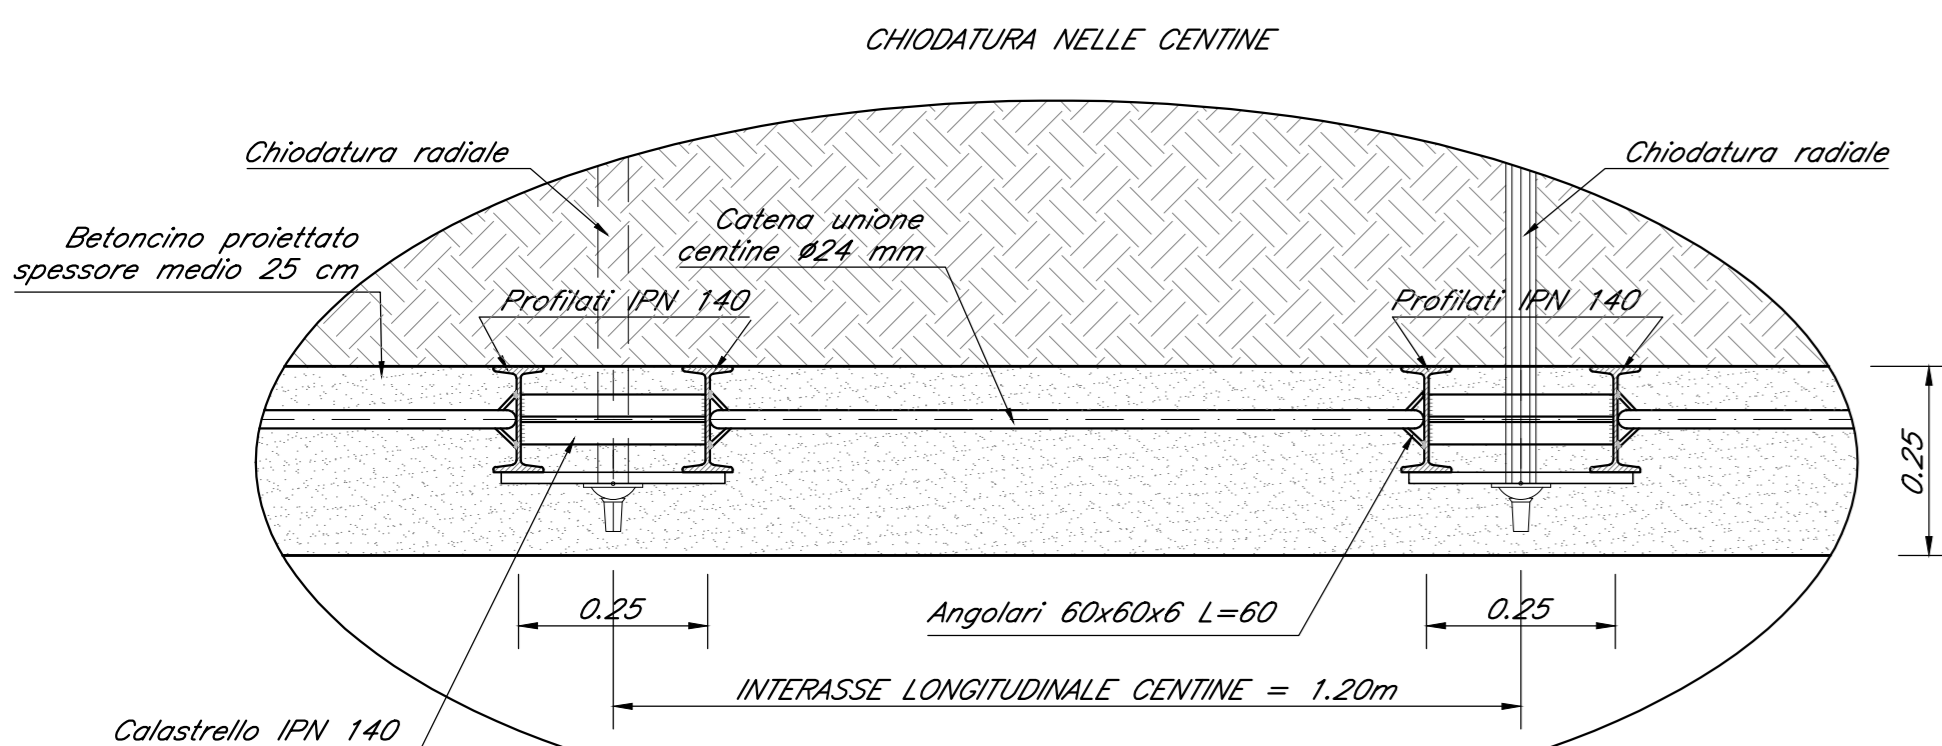 CHIODATURA NELLE CENTINE
Chiodatura radiale
Chiodatura radiale
Betoncino proiettato
spessore medio 25 cm
Catena unione
centine ø24 mm
Profilati IPN 140
Profilati IPN 140
0.25
0.25
Angolari 60x60x6 L=60
0.25
INTERASSE LONGITUDINALE CENTINE = 1.20m
Calastrello IPN 140